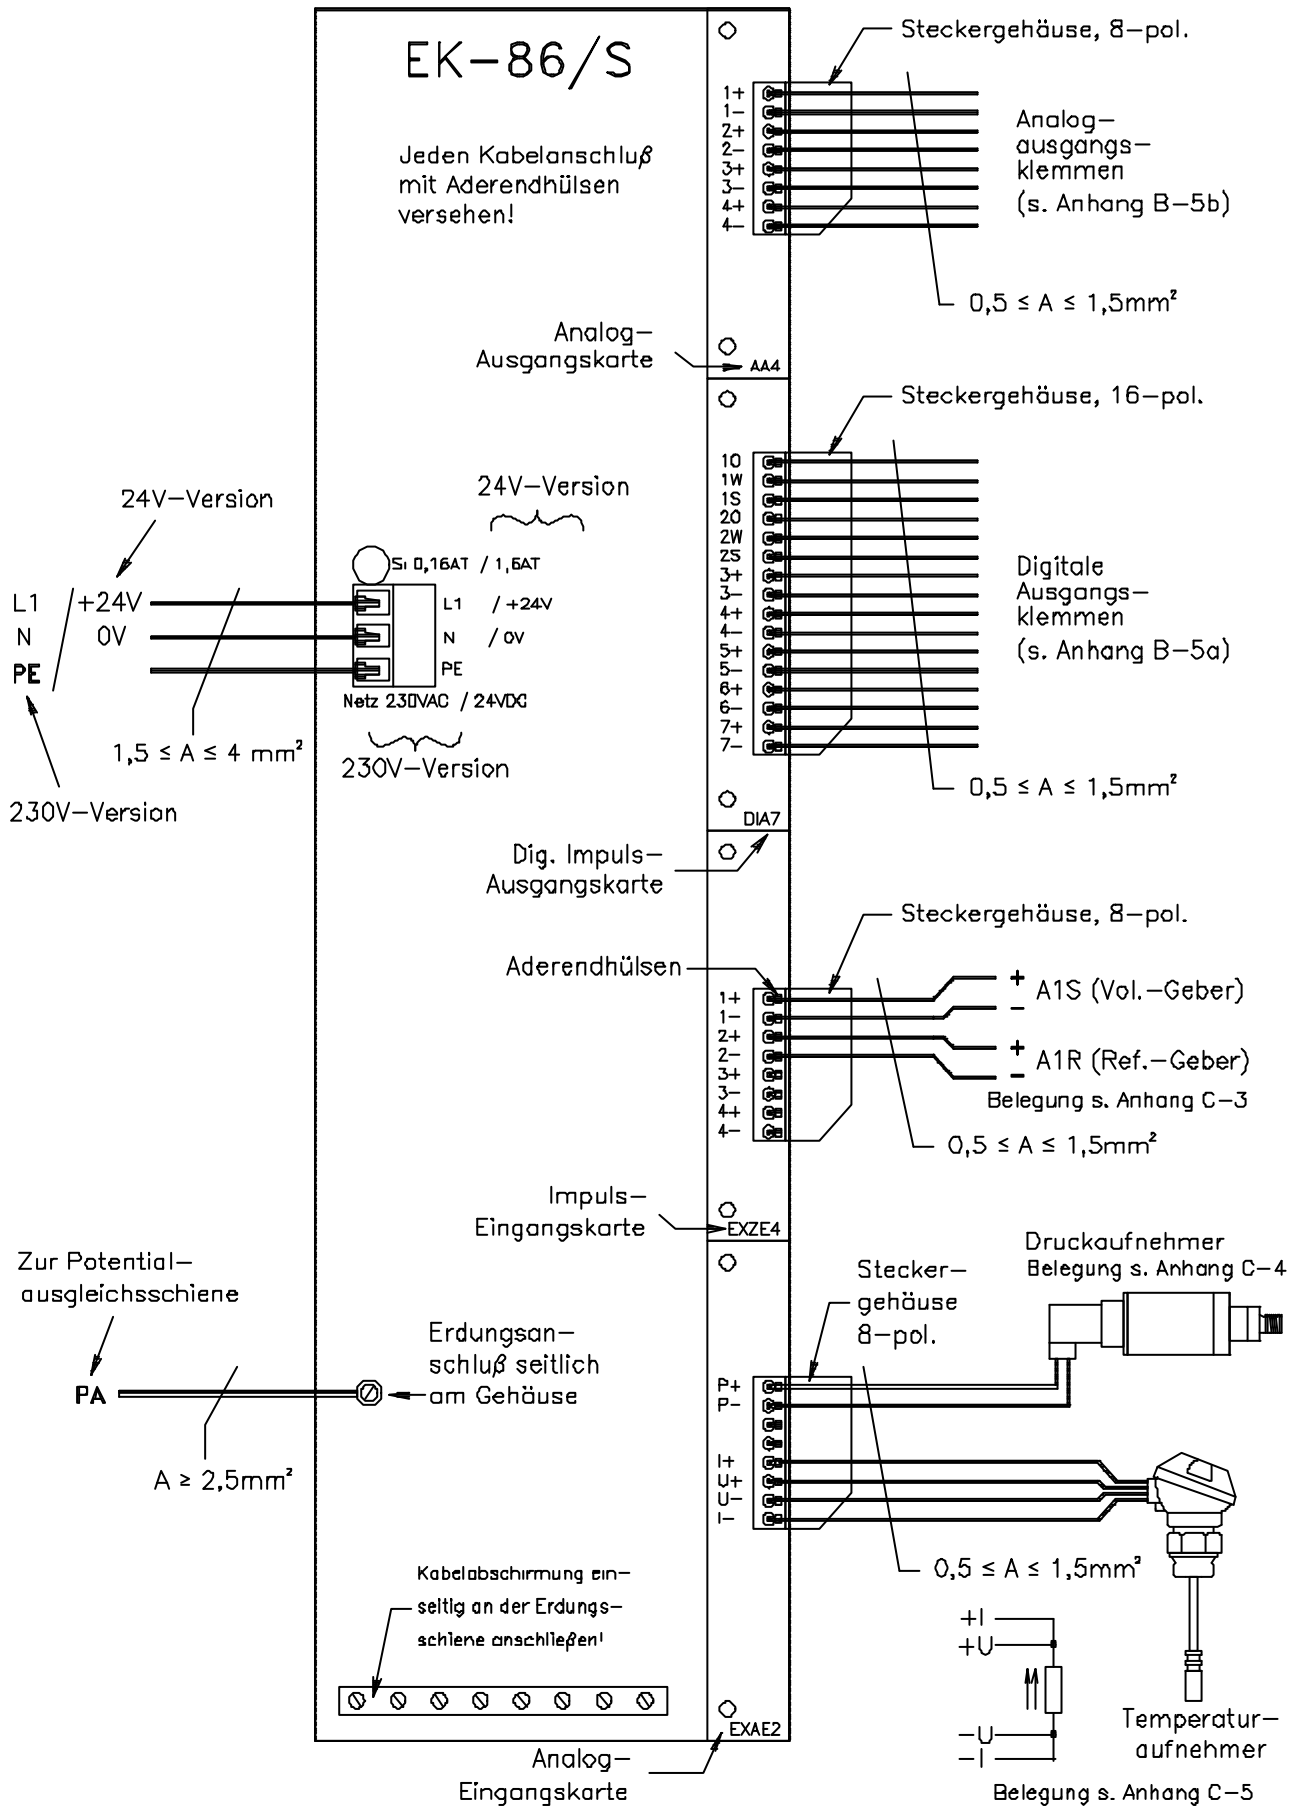 EK-86/S
Jeden Kabelanschluß
mit Aderendhülsen
versehen!
Steckergehäuse, 8-pol.
1+
1-
2+
2-
3+
3-
4+
4-
Analog-
ausgangs-
klemmen
(s. Anhang B-5b)
0,5 ≤ A ≤ 1,5mm²
Analog-
Ausgangskarte
AA4
Steckergehäuse, 16-pol.
1O
1W
1S
2O
2W
2S
3+
3-
4+
4-
5+
5-
6+
6-
7+
7-
Digitale
Ausgangs-
klemmen
(s. Anhang B-5a)
0,5 ≤ A ≤ 1,5mm²
24V-Version
24V-Version
Si 0,16AT / 1,6AT
L1 / +24V
N 0V
PE
L1 / +24V
N / 0V
PE
Netz 230VAC / 24VDC
1,5 ≤ A ≤ 4 mm²
230V-Version
230V-Version
DIA7
Dig. Impuls-
Ausgangskarte
Steckergehäuse, 8-pol.
Aderendhülsen
1+
1-
2+
2-
3+
3-
4+
4-
+
- A1S (Vol.-Geber)
+
- A1R (Ref.-Geber)
Belegung s. Anhang C-3
0,5 ≤ A ≤ 1,5mm²
Impuls-
Eingangskarte
EXZE4
Zur Potential-
ausgleichsschiene
PA
A ≥ 2,5mm²
Erdungsan-
schluß seitlich
am Gehäuse
Stecker-
gehäuse
8-pol.
Druckaufnehmer
Belegung s. Anhang C-4
P+
P-
I+
U+
U-
I-
0,5 ≤ A ≤ 1,5mm²
Kabelabschirmung ein-
seitig an der Erdungs-
schiene anschließen!
+I
+U
-U
-I
Temperatur-
aufnehmer
Belegung s. Anhang C-5
EXAE2
Analog-
Eingangskarte